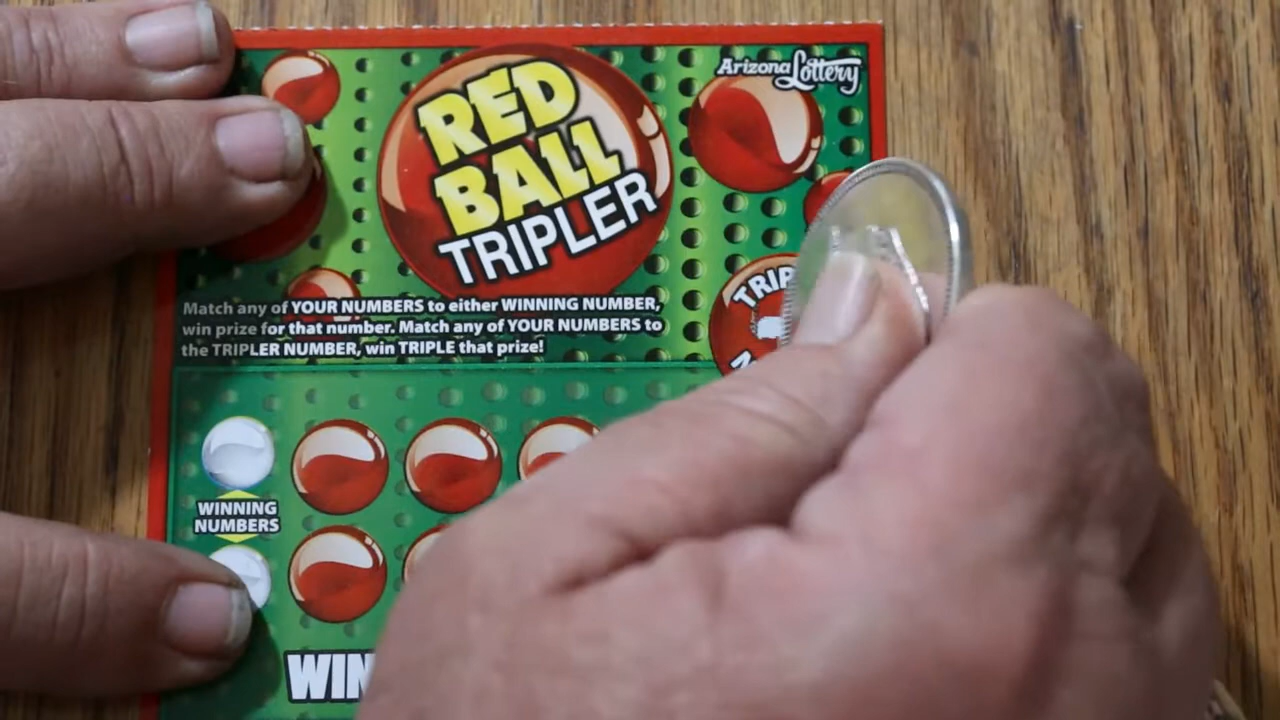 Arizona Lottery
RED
BALL
TRIPLER
Match any of YOUR NUMBERS to either WINNING NUMBER,
win prize for that number. Match any of YOUR NUMBERS to
the TRIPLER NUMBER, win TRIPLE that prize!
WINNING
NUMBERS